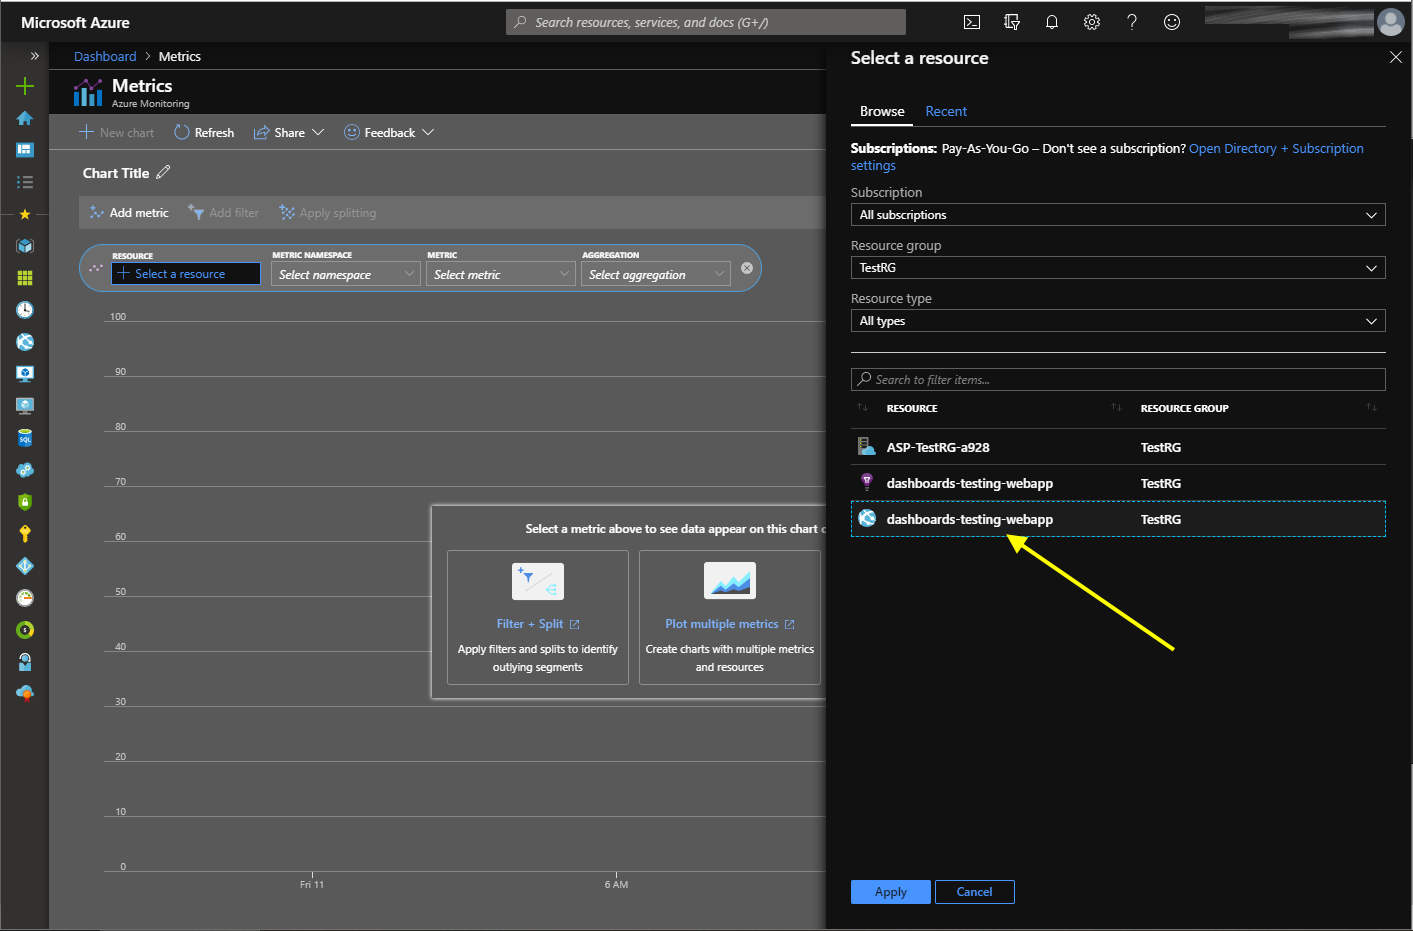 Microsoft Azure
Search resources, services, and docs (G+/)
Dashboard > Metrics
Metrics
Azure Monitoring
New chart Refresh Share Feedback
Chart Title
Add metric Add filter Apply splitting
RESOURCE METRIC NAMESPACE METRIC AGGREGATION
Select a resource Select namespace Select metric Select aggregation
100
90
80
70
60
50
40
30
20
10
0
Fri 11 6 AM
Select a metric above to see data appear on this chart
Filter + Split
Apply filters and splits to identify
outlying segments
Plot multiple metrics
Create charts with multiple metrics
and resources
Select a resource
Browse Recent
Subscriptions: Pay-As-You-Go – Don't see a subscription? Open Directory + Subscription
settings
Subscription
All subscriptions
Resource group
TestRG
Resource type
All types
Search to filter items...
RESOURCE RESOURCE GROUP
ASP-TestRG-a928 TestRG
dashboards-testing-webapp TestRG
dashboards-testing-webapp TestRG
Apply Cancel